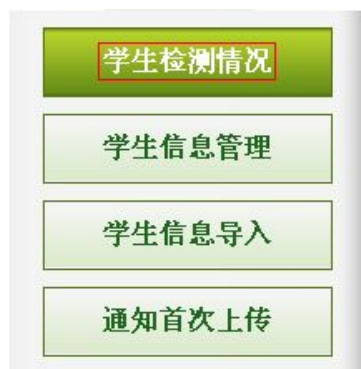 学生检测情况
学生信息管理
学生信息导入
通知首次上传